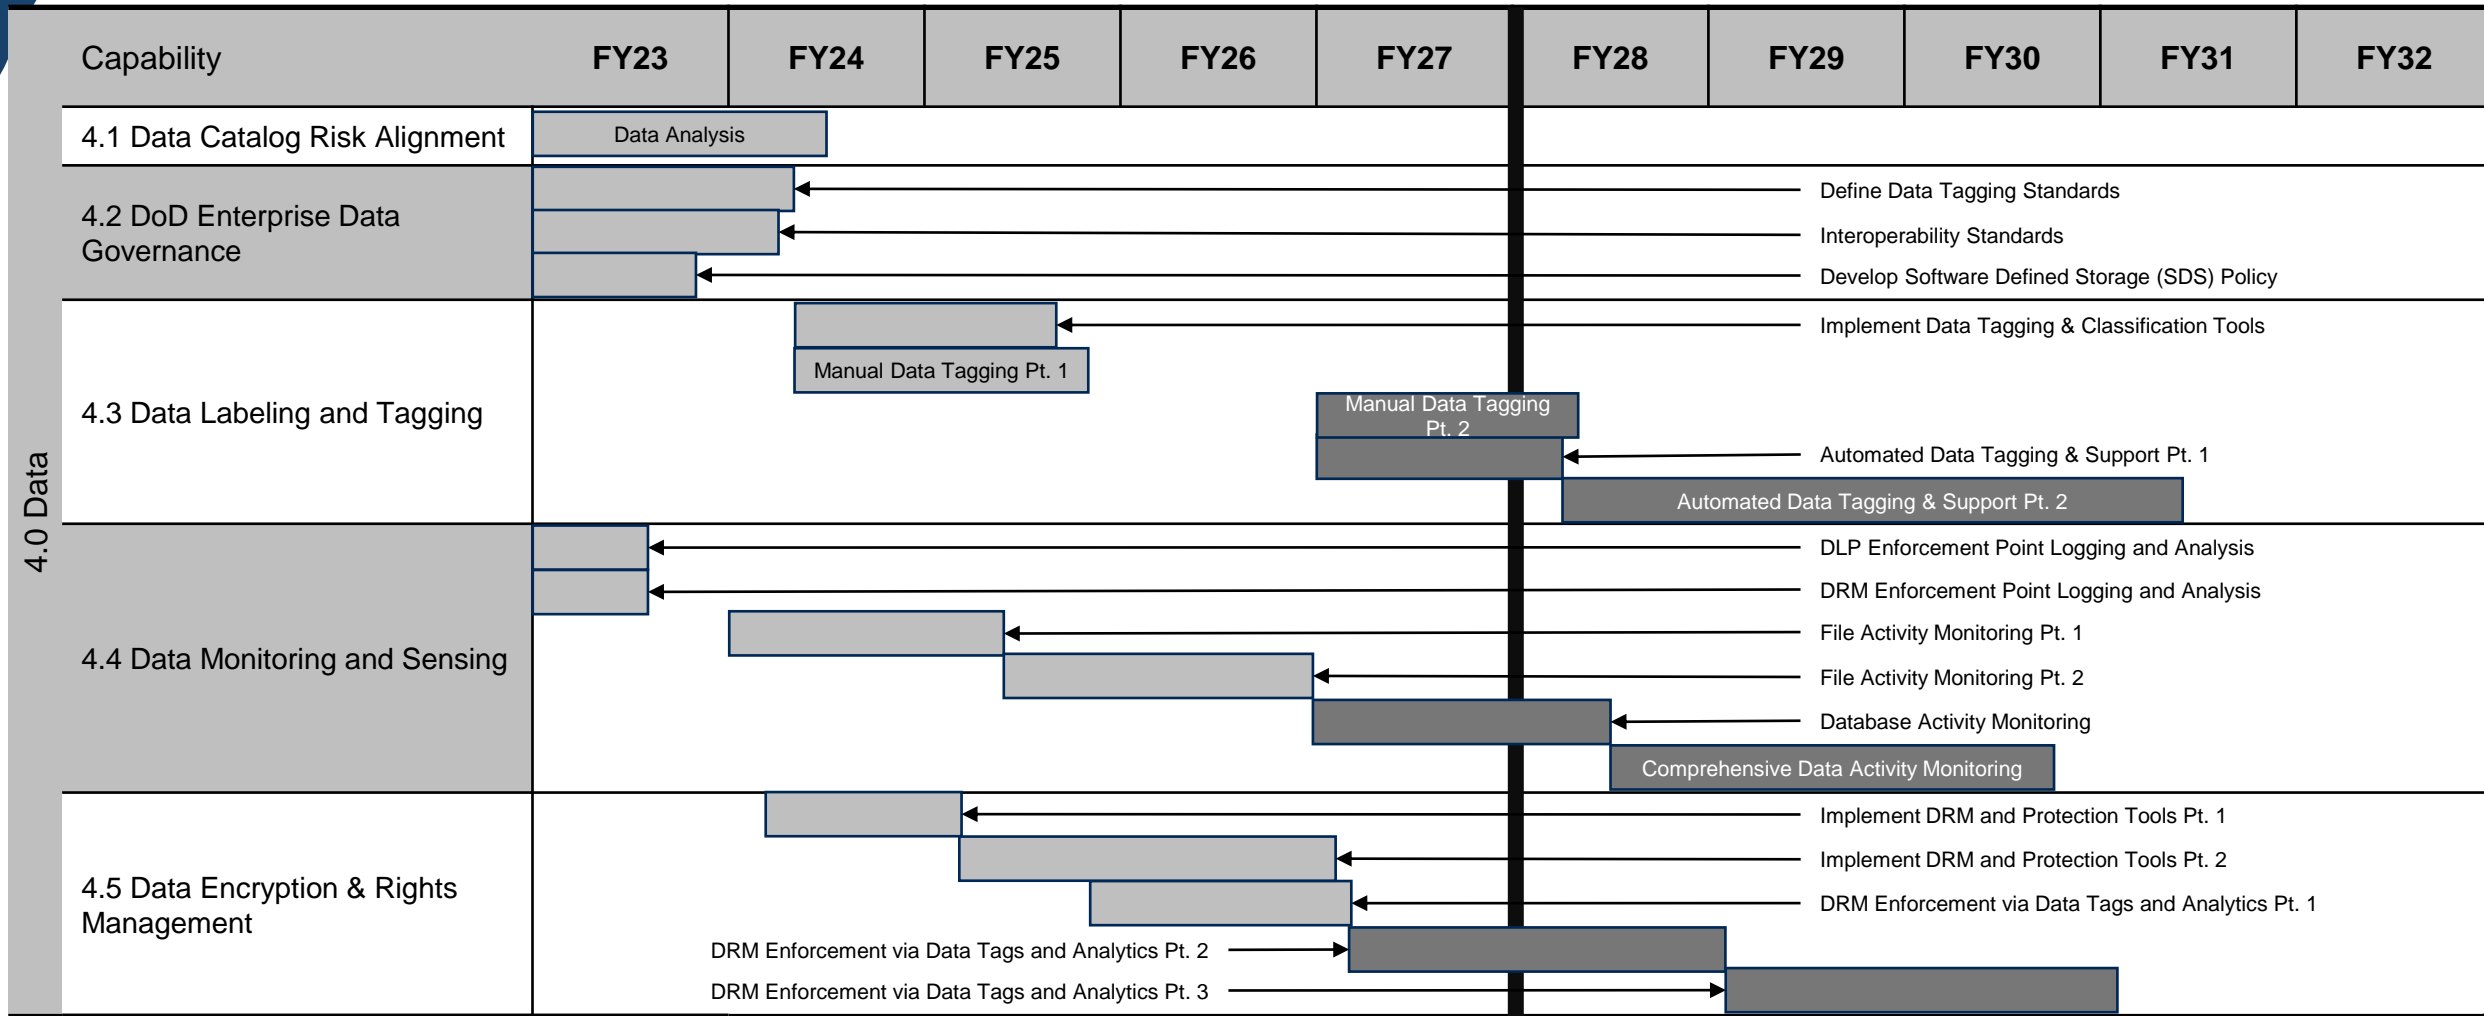 Capability
FY23
FY24
FY25
FY26
FY27
FY28
FY29
FY30
FY31
FY32
4.0 Data
4.1 Data Catalog Risk Alignment
Data Analysis
4.2 DoD Enterprise Data
Governance
Define Data Tagging Standards
Interoperability Standards
Develop Software Defined Storage (SDS) Policy
4.3 Data Labeling and Tagging
Implement Data Tagging & Classification Tools
Manual Data Tagging Pt. 1
Manual Data Tagging
Pt. 2
Automated Data Tagging & Support Pt. 1
Automated Data Tagging & Support Pt. 2
4.4 Data Monitoring and Sensing
DLP Enforcement Point Logging and Analysis
DRM Enforcement Point Logging and Analysis
File Activity Monitoring Pt. 1
File Activity Monitoring Pt. 2
Database Activity Monitoring
Comprehensive Data Activity Monitoring
4.5 Data Encryption & Rights
Management
Implement DRM and Protection Tools Pt. 1
Implement DRM and Protection Tools Pt. 2
DRM Enforcement via Data Tags and Analytics Pt. 1
DRM Enforcement via Data Tags and Analytics Pt. 2
DRM Enforcement via Data Tags and Analytics Pt. 3